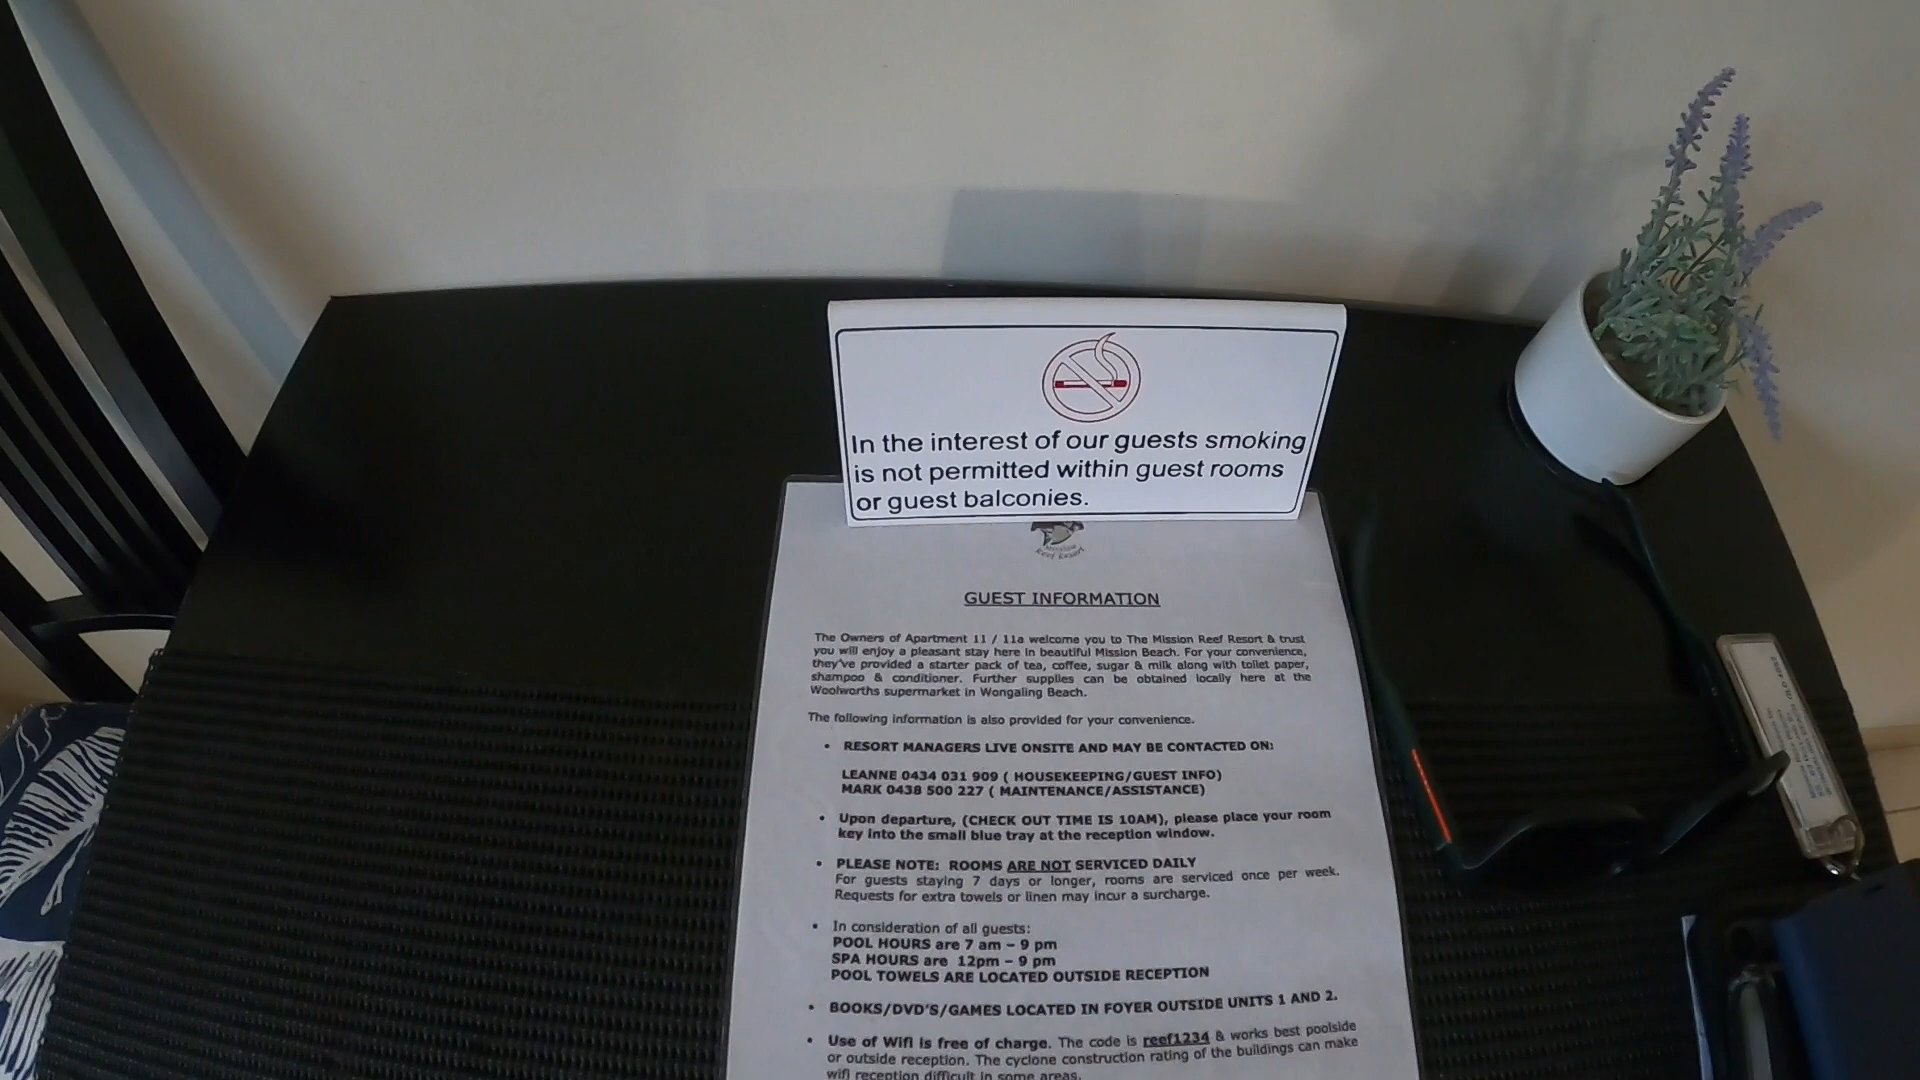 In the interest of our guests smoking
is not permitted within guest rooms
or guest balconies.
Reef Resort
GUEST INFORMATION
The Owners of Apartment 11 / 11a welcome you to The Mission Reef Resort & trust
you will enjoy a pleasant stay here in beautiful Mission Beach. For your convenience,
they've provided a starter pack of tea, coffee, sugar & milk along with toilet paper,
shampoo & conditioner. Further supplies can be obtained locally here at the
Woolworths supermarket in Wongaling Beach.
The following information is also provided for your convenience.
• RESORT MANAGERS LIVE ONSITE AND MAY BE CONTACTED ON:
LEANNE 0434 031 909 ( HOUSEKEEPING/GUEST INFO)
MARK 0438 500 227 ( MAINTENANCE/ASSISTANCE)
• Upon departure, (CHECK OUT TIME IS 10AM), please place your room
key into the small blue tray at the reception window.
• PLEASE NOTE: ROOMS ARE NOT SERVICED DAILY
For guests staying 7 days or longer, rooms are serviced once per week.
Requests for extra towels or linen may incur a surcharge.
• In consideration of all guests:
POOL HOURS are 7 am – 9 pm
SPA HOURS are 12pm – 9 pm
POOL TOWELS ARE LOCATED OUTSIDE RECEPTION
• BOOKS/DVD'S/GAMES LOCATED IN FOYER OUTSIDE UNITS 1 AND 2.
• Use of Wifi is free of charge. The code is reef1234 & works best poolside
or outside reception. The cyclone construction rating of the buildings can make
wifi reception difficult in some areas.